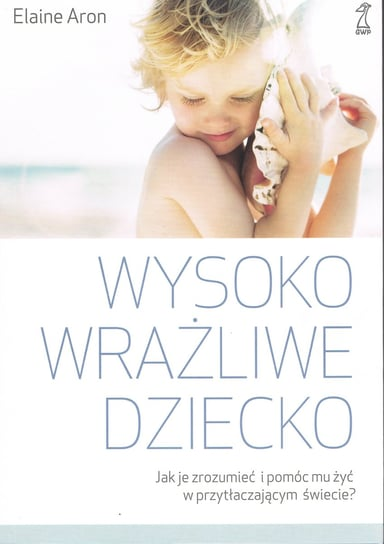 Elaine Aron
GWP
WYSOKO
WRAŻLIWE
DZIECKO
Jak je zrozumieć i pomóc mu żyć
w przytłaczającym świecie?